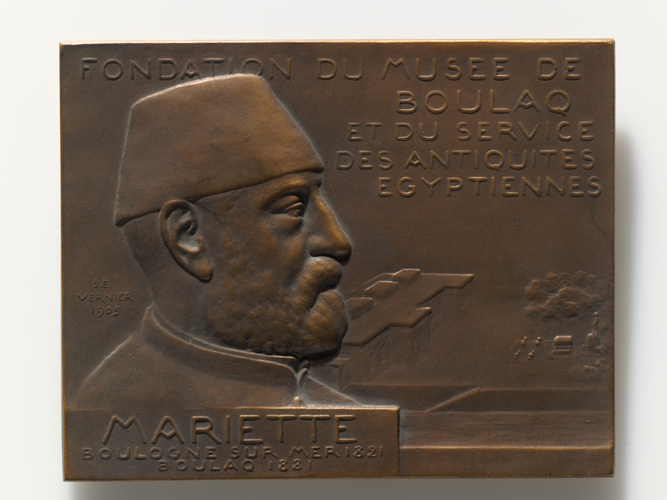 FONDATION DU MUSEE DE
BOULAQ
ET DU SERVICE
DES ANTIQUITES
EGYPTIENNES
S.E
VERNIER
1905
MARIETTE
BOULOGNE SUR MER 1821
BOULAQ 1881